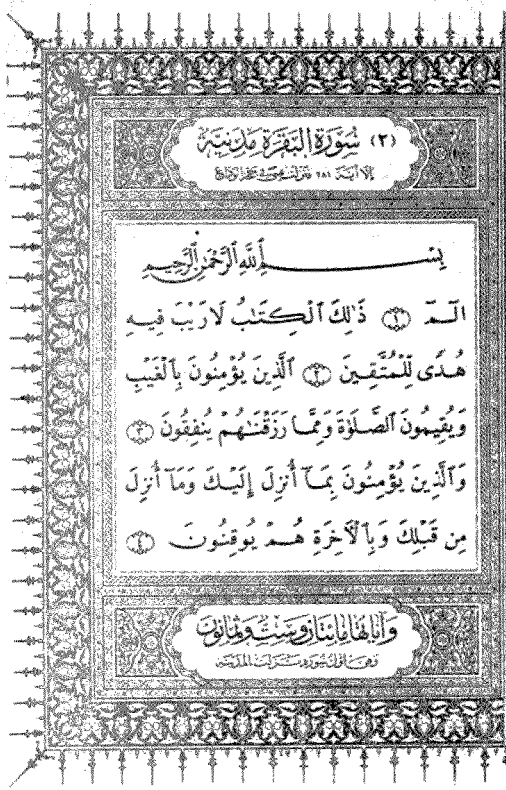 (٢) سُورَةُ البَقَرَةِ مَدَنِيَّة
إلا آية ٢٨١ فنزلت بمنى في حجة الوداع
بِسْمِ ٱللَّهِ ٱلرَّحْمَٰنِ ٱلرَّحِيمِ
الٓمٓ ١ ذَٰلِكَ ٱلْكِتَٰبُ لَا رَيْبَ فِيهِ
هُدًى لِّلْمُتَّقِينَ ٢ ٱلَّذِينَ يُؤْمِنُونَ بِٱلْغَيْبِ
وَيُقِيمُونَ ٱلصَّلَوٰةَ وَمِمَّا رَزَقْنَٰهُمْ يُنفِقُونَ ٣
وَٱلَّذِينَ يُؤْمِنُونَ بِمَآ أُنزِلَ إِلَيْكَ وَمَآ أُنزِلَ
مِن قَبْلِكَ وَبِٱلْأَخِرَةِ هُمْ يُوقِنُونَ ٤
وَآيَاتُهَا مائتان وست وثمانون
وهي أول سورة نزلت بالمدينة